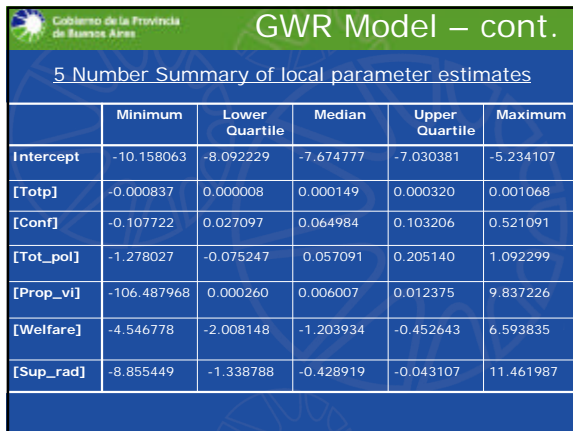 Gobierno de la Provincia
de Buenos Aires
GWR Model – cont.
5 Number Summary of local parameter estimates
Minimum Lower Quartile Median Upper Quartile Maximum
Intercept -10.158063 -8.092229 -7.674777 -7.030381 -5.234107
[Totp] -0.000837 0.000008 0.000149 0.000320 0.001068
[Conf] -0.107722 0.027097 0.064984 0.103206 0.521091
[Tot_pol] -1.278027 -0.075247 0.057091 0.205140 1.092299
[Prop_vi] -106.487968 0.000260 0.006007 0.012375 9.837226
[Welfare] -4.546778 -2.008148 -1.203934 -0.452643 6.593835
[Sup_rad] -8.855449 -1.338788 -0.428919 -0.043107 11.461987